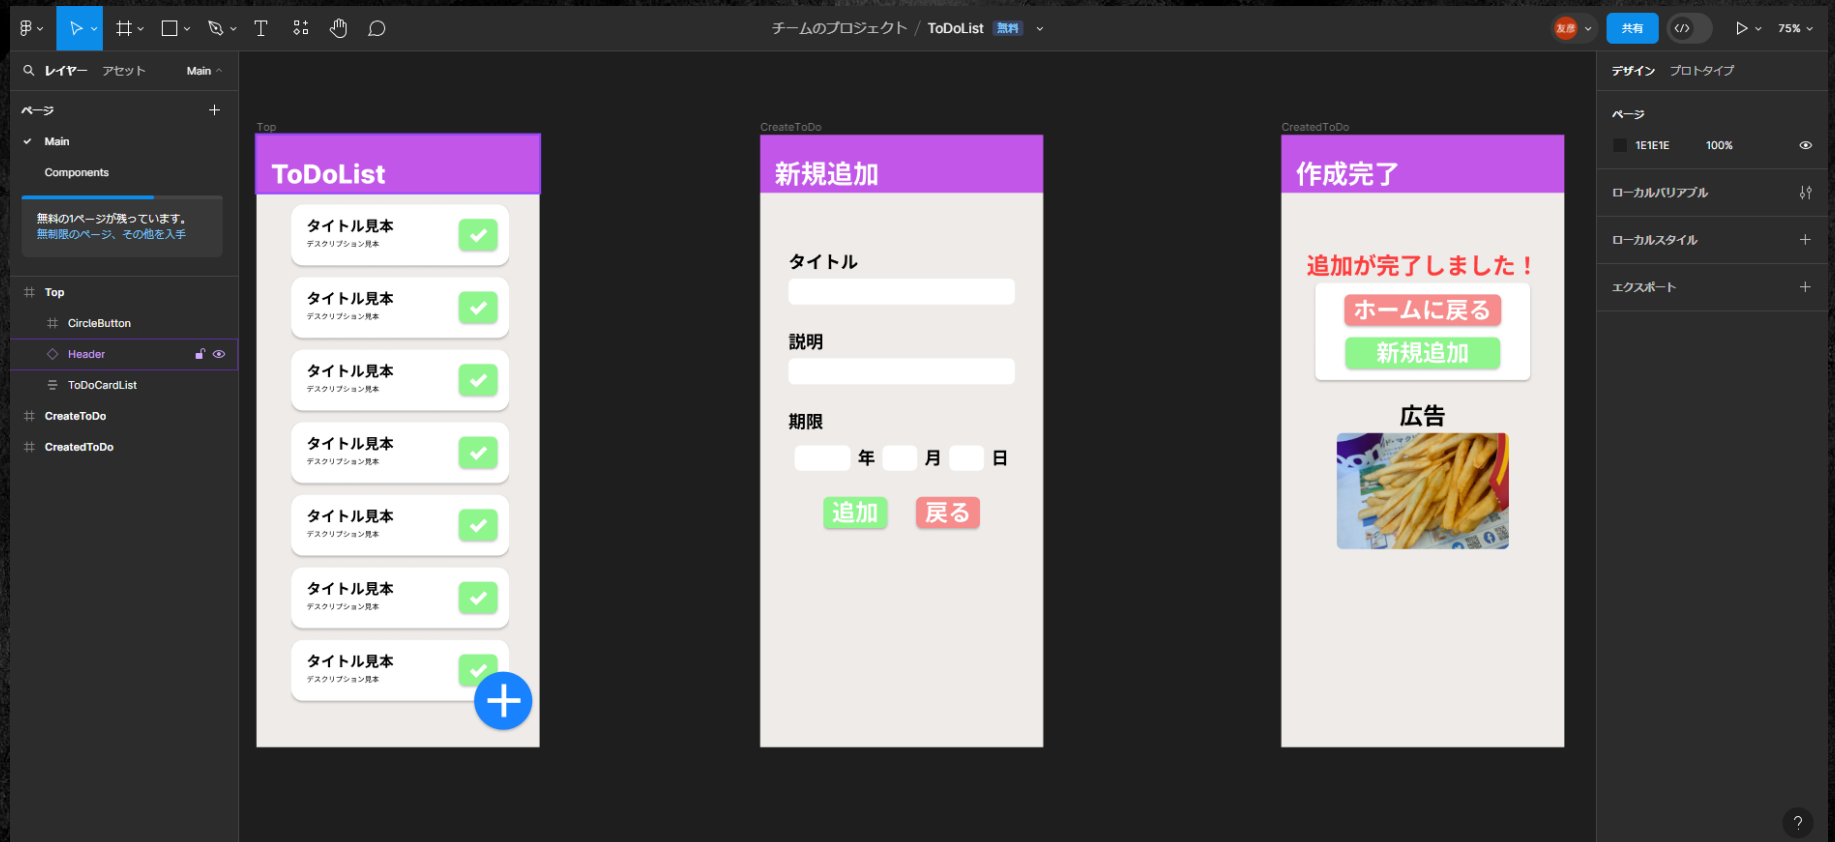 チームのプロジェクト / ToDoList 無料
友彦
共有
75%
レイヤー アセット Main
ページ
Main
Components
無料の1ページが残っています。
無制限のページ、その他を入手
Top
CircleButton
Header
ToDoCardList
CreateToDo
CreatedToDo
Top
ToDoList
タイトル見本
デスクリプション見本
タイトル見本
デスクリプション見本
タイトル見本
デスクリプション見本
タイトル見本
デスクリプション見本
タイトル見本
デスクリプション見本
タイトル見本
デスクリプション見本
タイトル見本
デスクリプション見本
CreateToDo
新規追加
タイトル
説明
期限
年 月 日
追加 戻る
CreatedToDo
作成完了
追加が完了しました!
ホームに戻る
新規追加
広告
デザイン プロトタイプ
ページ
1E1E1E 100%
ローカルバリアブル
ローカルスタイル
エクスポート
?